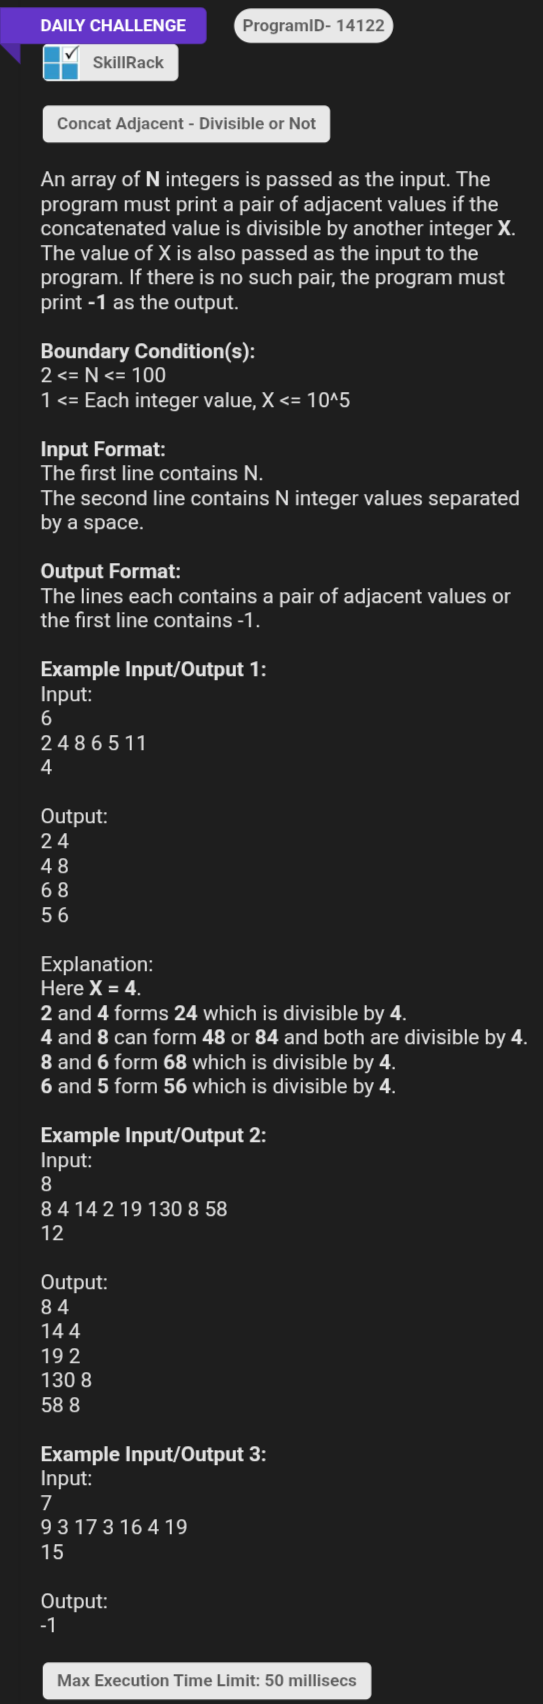 DAILY CHALLENGE
ProgramID- 14122
SkillRack
Concat Adjacent - Divisible or Not
An array of N integers is passed as the input. The
program must print a pair of adjacent values if the
concatenated value is divisible by another integer X.
The value of X is also passed as the input to the
program. If there is no such pair, the program must
print -1 as the output.
Boundary Condition(s):
2 <= N <= 100
1 <= Each integer value, X <= 10^5
Input Format:
The first line contains N.
The second line contains N integer values separated
by a space.
Output Format:
The lines each contains a pair of adjacent values or
the first line contains -1.
Example Input/Output 1:
Input:
6
2 4 8 6 5 11
4
Output:
2 4
4 8
6 8
5 6
Explanation:
Here X = 4.
2 and 4 forms 24 which is divisible by 4.
4 and 8 can form 48 or 84 and both are divisible by 4.
8 and 6 form 68 which is divisible by 4.
6 and 5 form 56 which is divisible by 4.
Example Input/Output 2:
Input:
8
8 4 14 2 19 130 8 58
12
Output:
8 4
14 4
19 2
130 8
58 8
Example Input/Output 3:
Input:
7
9 3 17 3 16 4 19
15
Output:
-1
Max Execution Time Limit: 50 millisecs